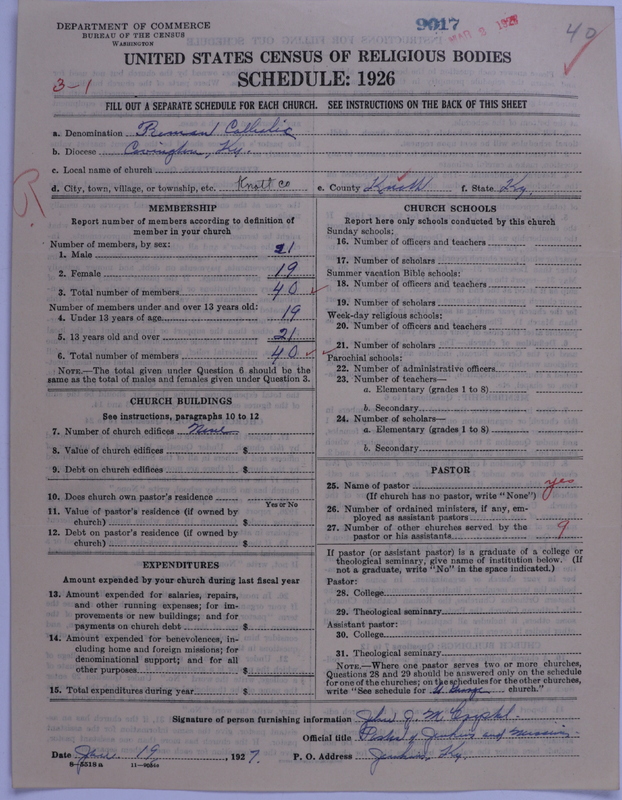 DEPARTMENT OF COMMERCE
BUREAU OF THE CENSUS
WASHINGTON
9017
MAR 3 1928
40
UNITED STATES CENSUS OF RELIGIOUS BODIES
SCHEDULE: 1926
3-1
FILL OUT A SEPARATE SCHEDULE FOR EACH CHURCH. SEE INSTRUCTIONS ON THE BACK OF THIS SHEET
a. Denomination Roman Catholic
b. Diocese Covington, Ky.
c. Local name of church
d. City, town, village, or township, etc. Knott co e. County Knott f. State Ky.
R
MEMBERSHIP
Report number of members according to definition of
member in your church
Number of members, by sex:
1. Male 21
2. Female 19
3. Total number of members 40
Number of members under and over 13 years old:
4. Under 13 years of age 19
5. 13 years old and over 21
6. Total number of members 40
NOTE.—The total given under Question 6 should be the
same as the total of males and females given under Question 3.
CHURCH BUILDINGS
See instructions, paragraphs 10 to 12
7. Number of church edifices None
8. Value of church edifices $
9. Debt on church edifices $
10. Does church own pastor's residence
Yes or No
11. Value of pastor's residence (if owned by
church) $
12. Debt on pastor's residence (if owned by
church) $
EXPENDITURES
Amount expended by your church during last fiscal year
13. Amount expended for salaries, repairs,
and other running expenses; for im-
provements or new buildings; and for
payments on church debt $
14. Amount expended for benevolences, in-
cluding home and foreign missions; for
denominational support; and for all
other purposes $
15. Total expenditures during year $
CHURCH SCHOOLS
Report here only schools conducted by this church
Sunday schools:
16. Number of officers and teachers
17. Number of scholars
Summer vacation Bible schools:
18. Number of officers and teachers
19. Number of scholars
Week-day religious schools:
20. Number of officers and teachers
21. Number of scholars
Parochial schools:
22. Number of administrative officers
23. Number of teachers—
a. Elementary (grades 1 to 8)
b. Secondary
24. Number of scholars—
a. Elementary (grades 1 to 8)
b. Secondary
PASTOR
25. Name of pastor yes
(If church has no pastor, write "None")
26. Number of ordained ministers, if any, em-
ployed as assistant pastors
27. Number of other churches served by the
pastor or his assistants 9
If pastor (or assistant pastor) is a graduate of a college or
theological seminary, give name of institution below. (If
not a graduate, write "No" in the space indicated.)
Pastor:
28. College
29. Theological seminary
Assistant pastor:
30. College
31. Theological seminary
NOTE.—Where one pastor serves two or more churches,
Questions 28 and 29 should be answered only on the schedule
for one of the churches; on the schedules for the other churches,
write "See schedule for St. George church."
Signature of person furnishing information John J. McCrystal
Official title Pastor of Jenkins and Missions
Date Jan 19, 1927. P. O. Address Jenkins, Ky.
8—5518 a